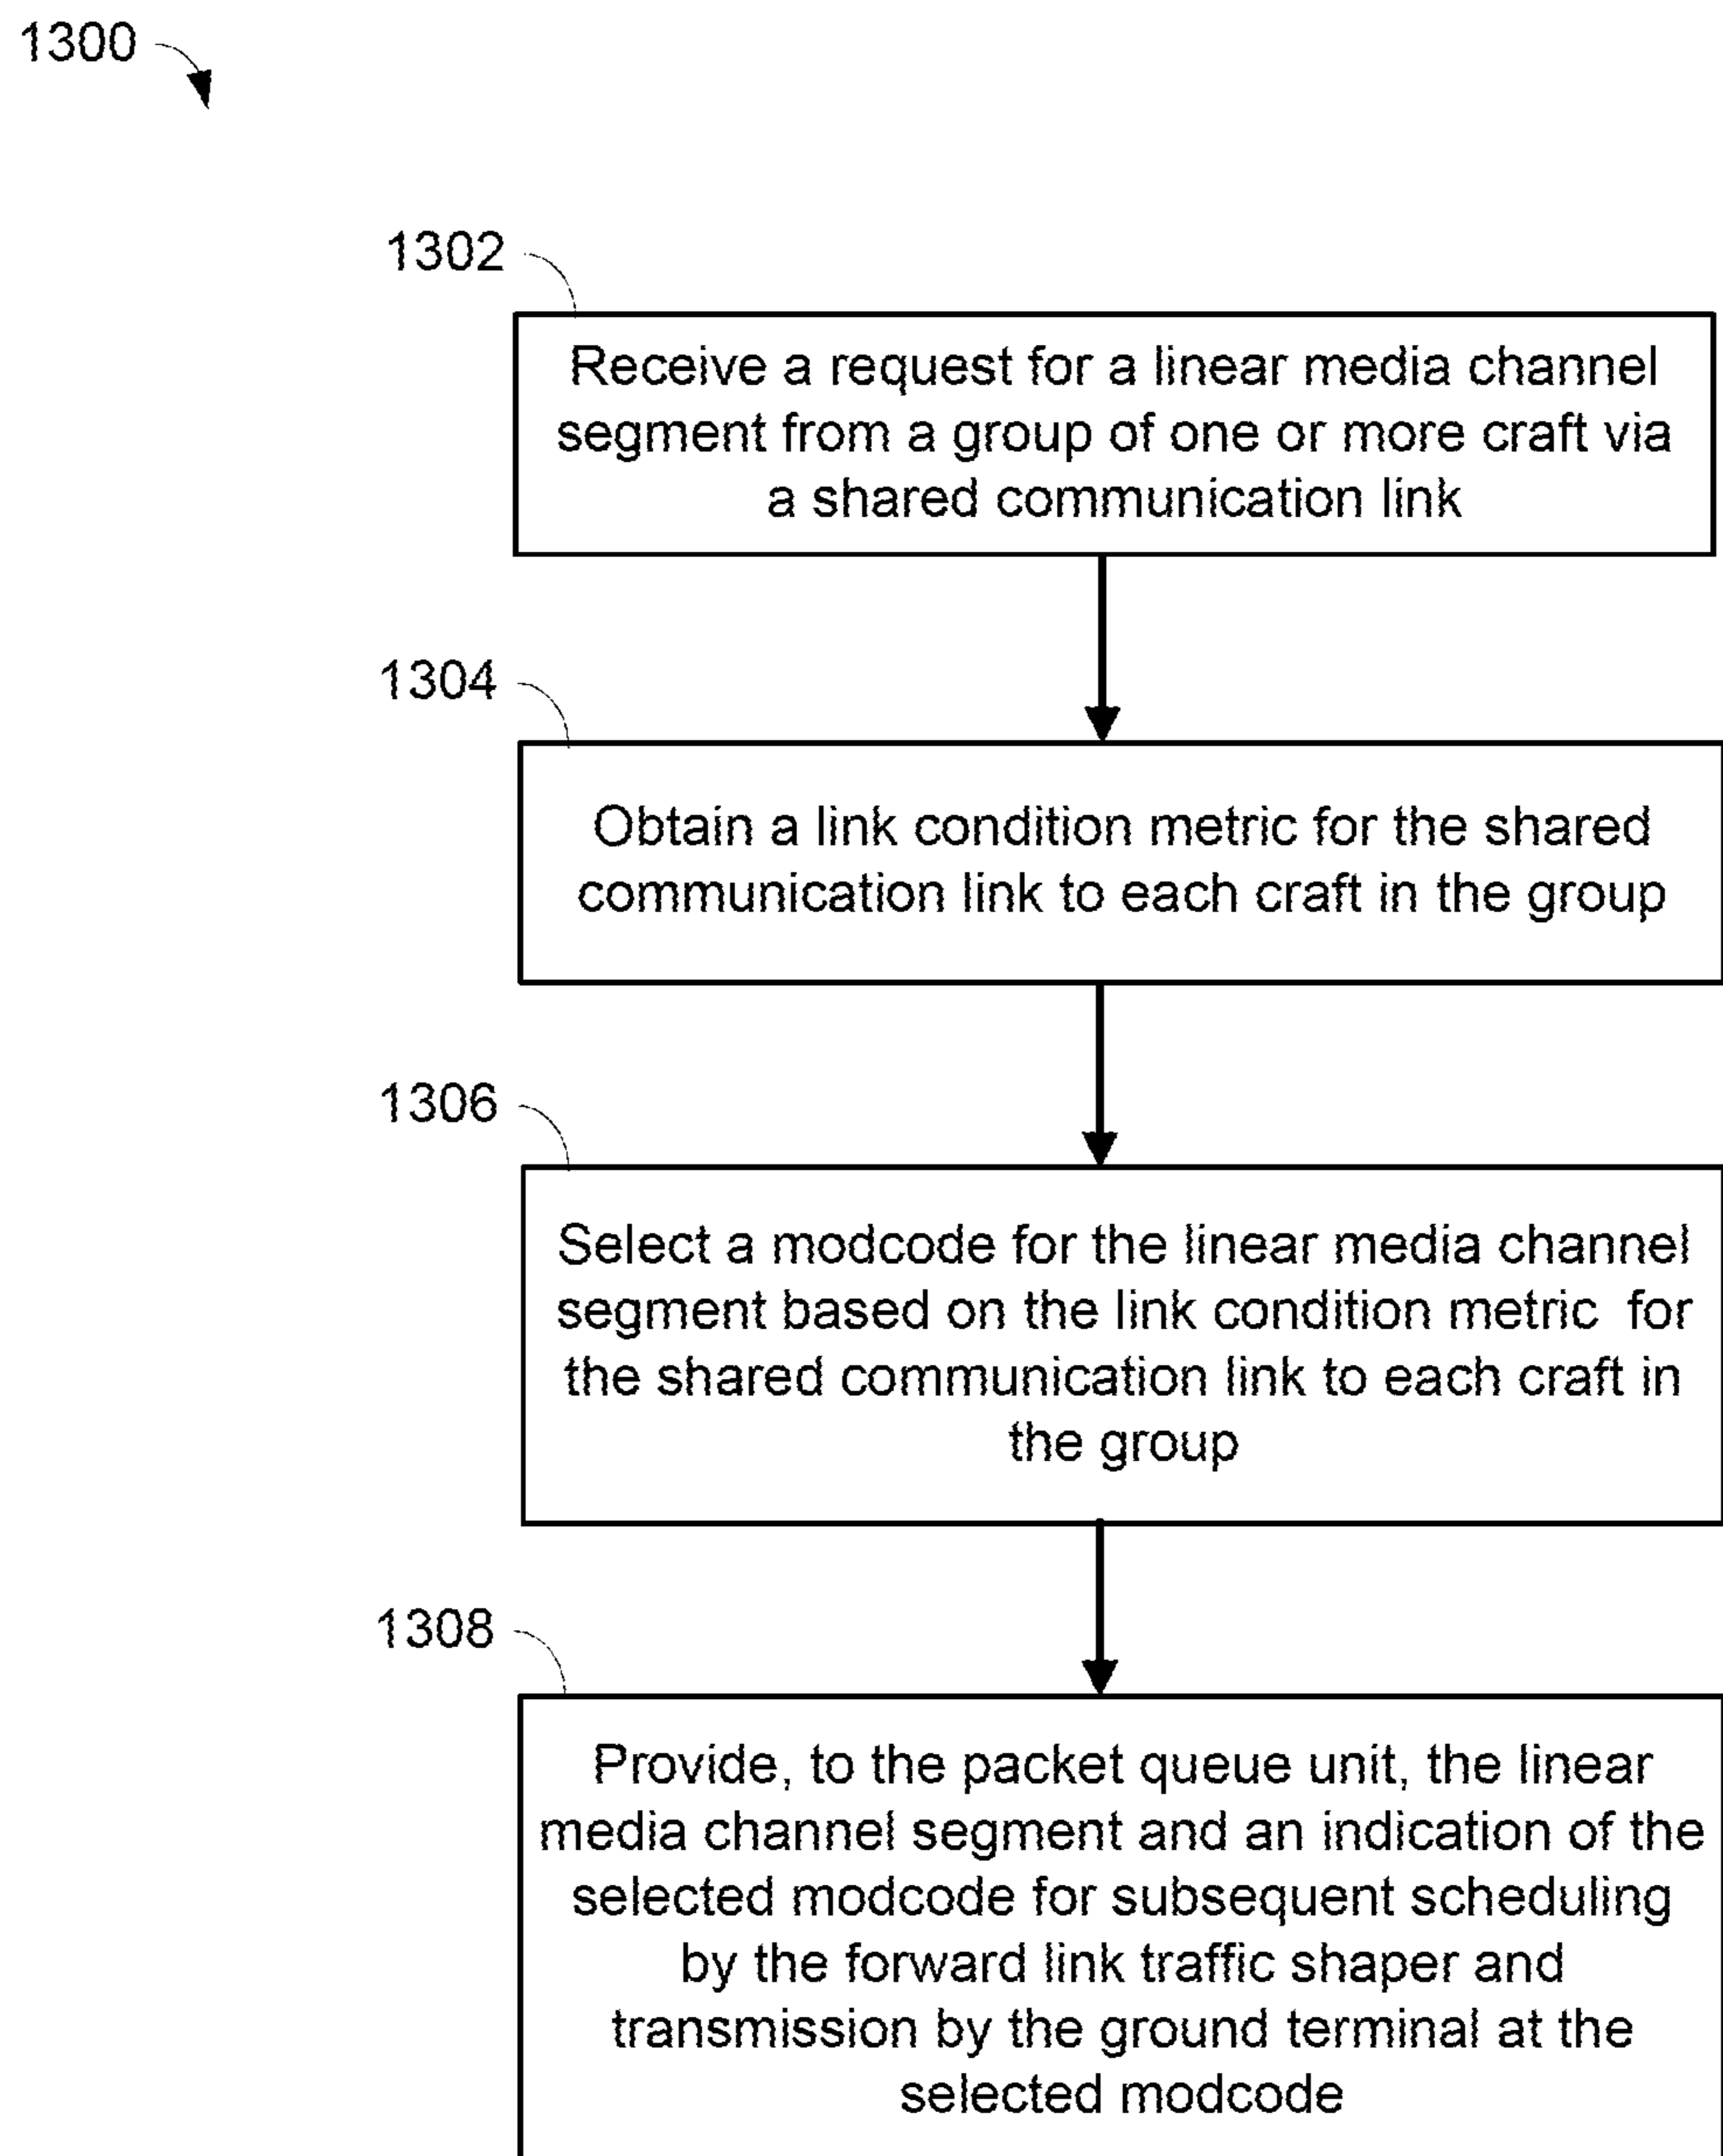 1300
1302
Receive a request for a linear media channel
segment from a group of one or more craft via
a shared communication link
1304
Obtain a link condition metric for the shared
communication link to each craft in the group
1306
Select a modcode for the linear media channel
segment based on the link condition metric for
the shared communication link to each craft in
the group
1308
Provide, to the packet queue unit, the linear
media channel segment and an indication of the
selected modcode for subsequent scheduling
by the forward link traffic shaper and
transmission by the ground terminal at the
selected modcode